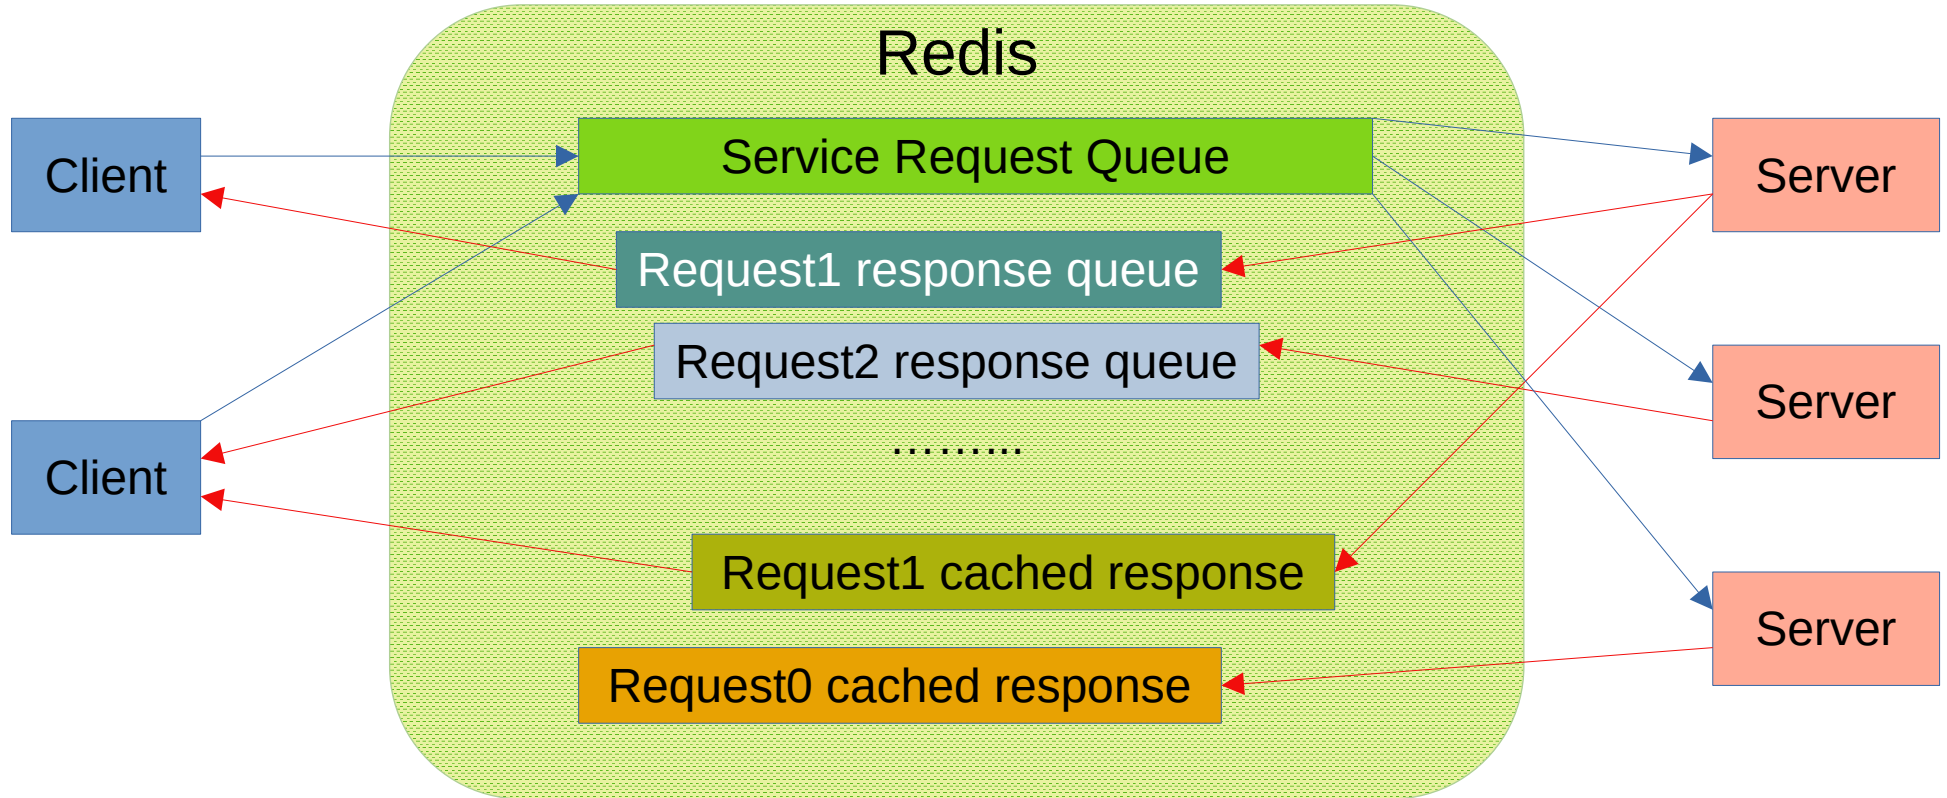 Redis
Client
Service Request Queue
Server
Request1 response queue
Request2 response queue
Server
………...
Client
Request1 cached response
Server
Request0 cached response